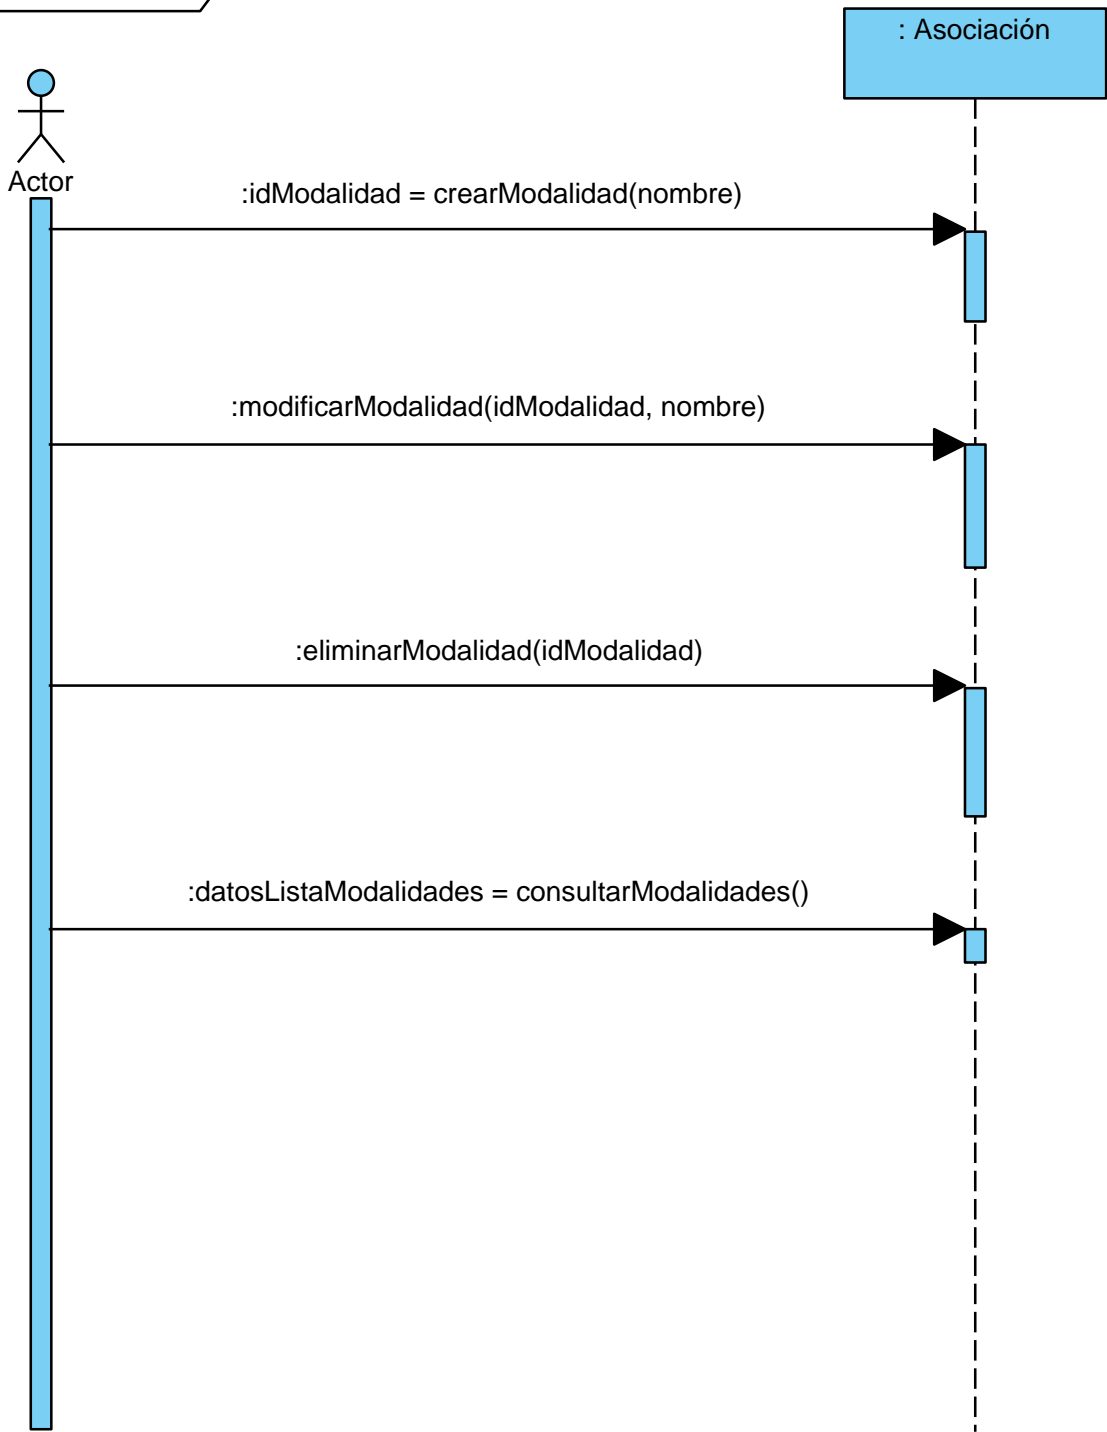 : Asociación
Actor
:idModalidad = crearModalidad(nombre)
:modificarModalidad(idModalidad, nombre)
:eliminarModalidad(idModalidad)
:datosListaModalidades = consultarModalidades()